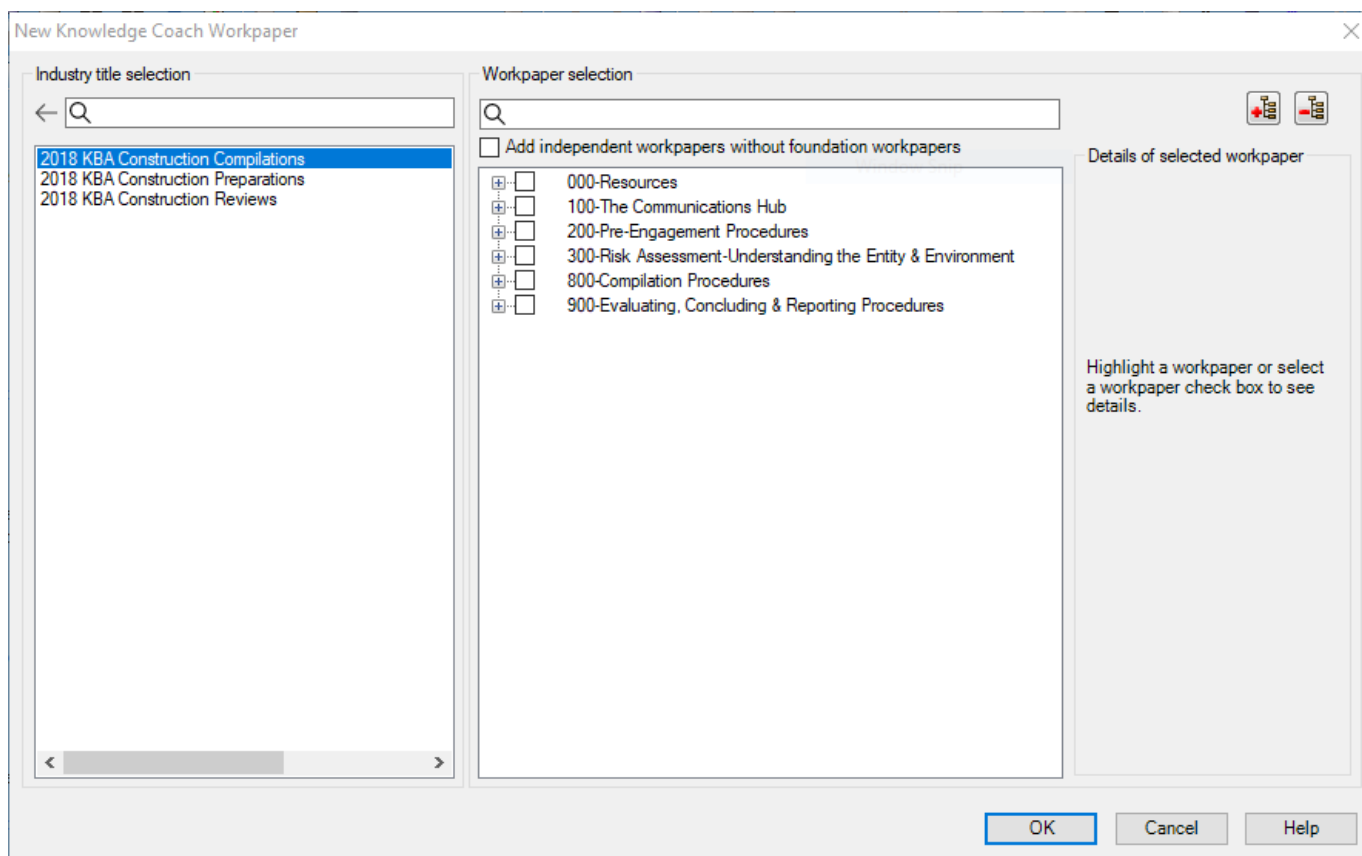 New Knowledge Coach Workpaper
Industry title selection
2018 KBA Construction Compilations
2018 KBA Construction Preparations
2018 KBA Construction Reviews
Workpaper selection
Add independent workpapers without foundation workpapers
Window Snip
000-Resources
100-The Communications Hub
200-Pre-Engagement Procedures
300-Risk Assessment-Understanding the Entity & Environment
800-Compilation Procedures
900-Evaluating, Concluding & Reporting Procedures
Details of selected workpaper
Highlight a workpaper or select
a workpaper check box to see
details.
OK Cancel Help